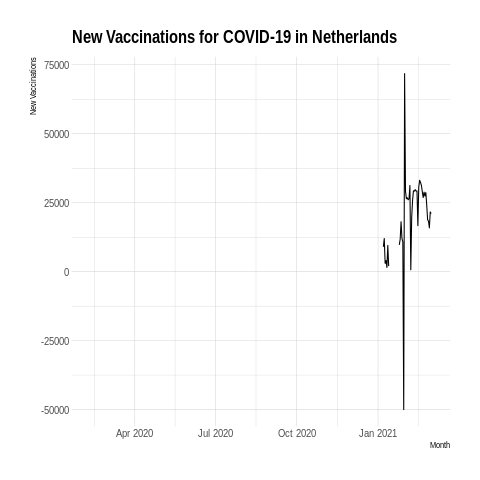 New Vaccinations for COVID-19 in Netherlands
New Vaccinations
75000
50000
25000
0
-25000
-50000
Apr 2020 Jul 2020 Oct 2020 Jan 2021
Month